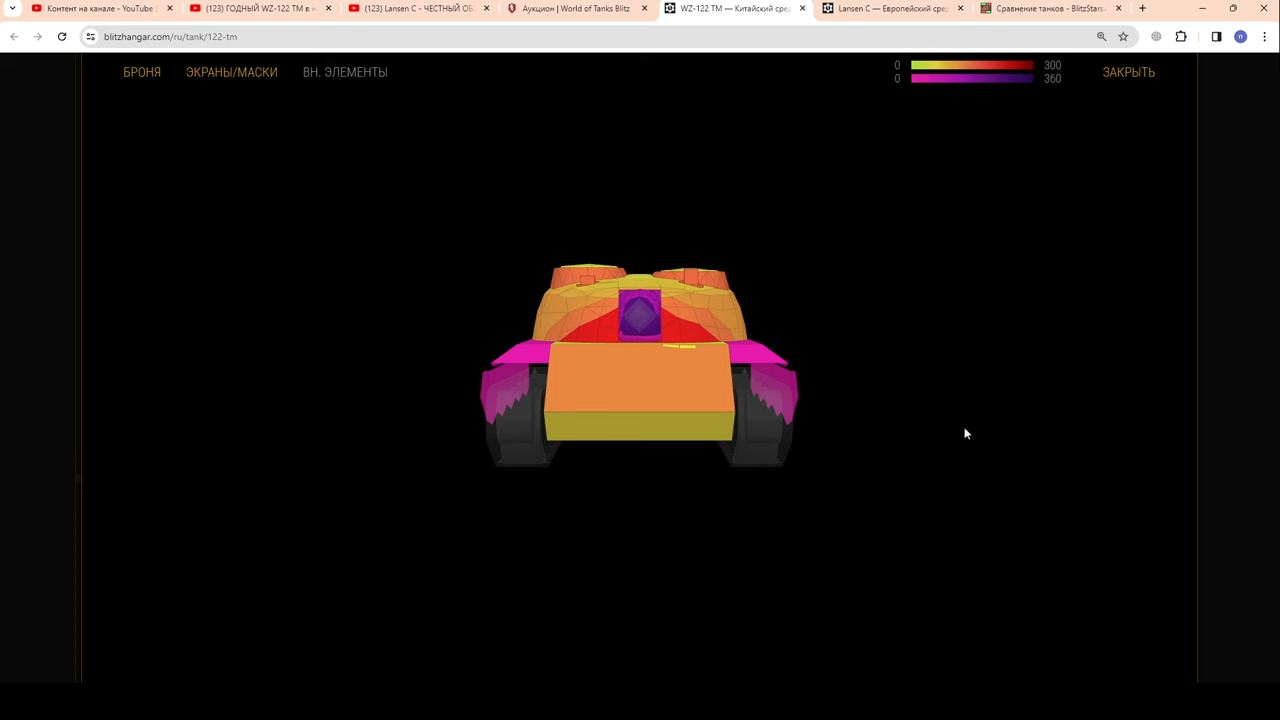 Контент на канале - YouTube S
(123) ГОДНЫЙ WZ-122 TM в н
(123) Lansen C - ЧЕСТНЫЙ ОБ
Аукцион | World of Tanks Blitz
WZ-122 TM — Китайский сре
Lansen C — Европейский сре
Сравнение танков - BlitzStars
blitzhangar.com/ru/tank/122-tm
n
БРОНЯ ЭКРАНЫ/МАСКИ ВН. ЭЛЕМЕНТЫ
0 300
0 360
ЗАКРЫТЬ